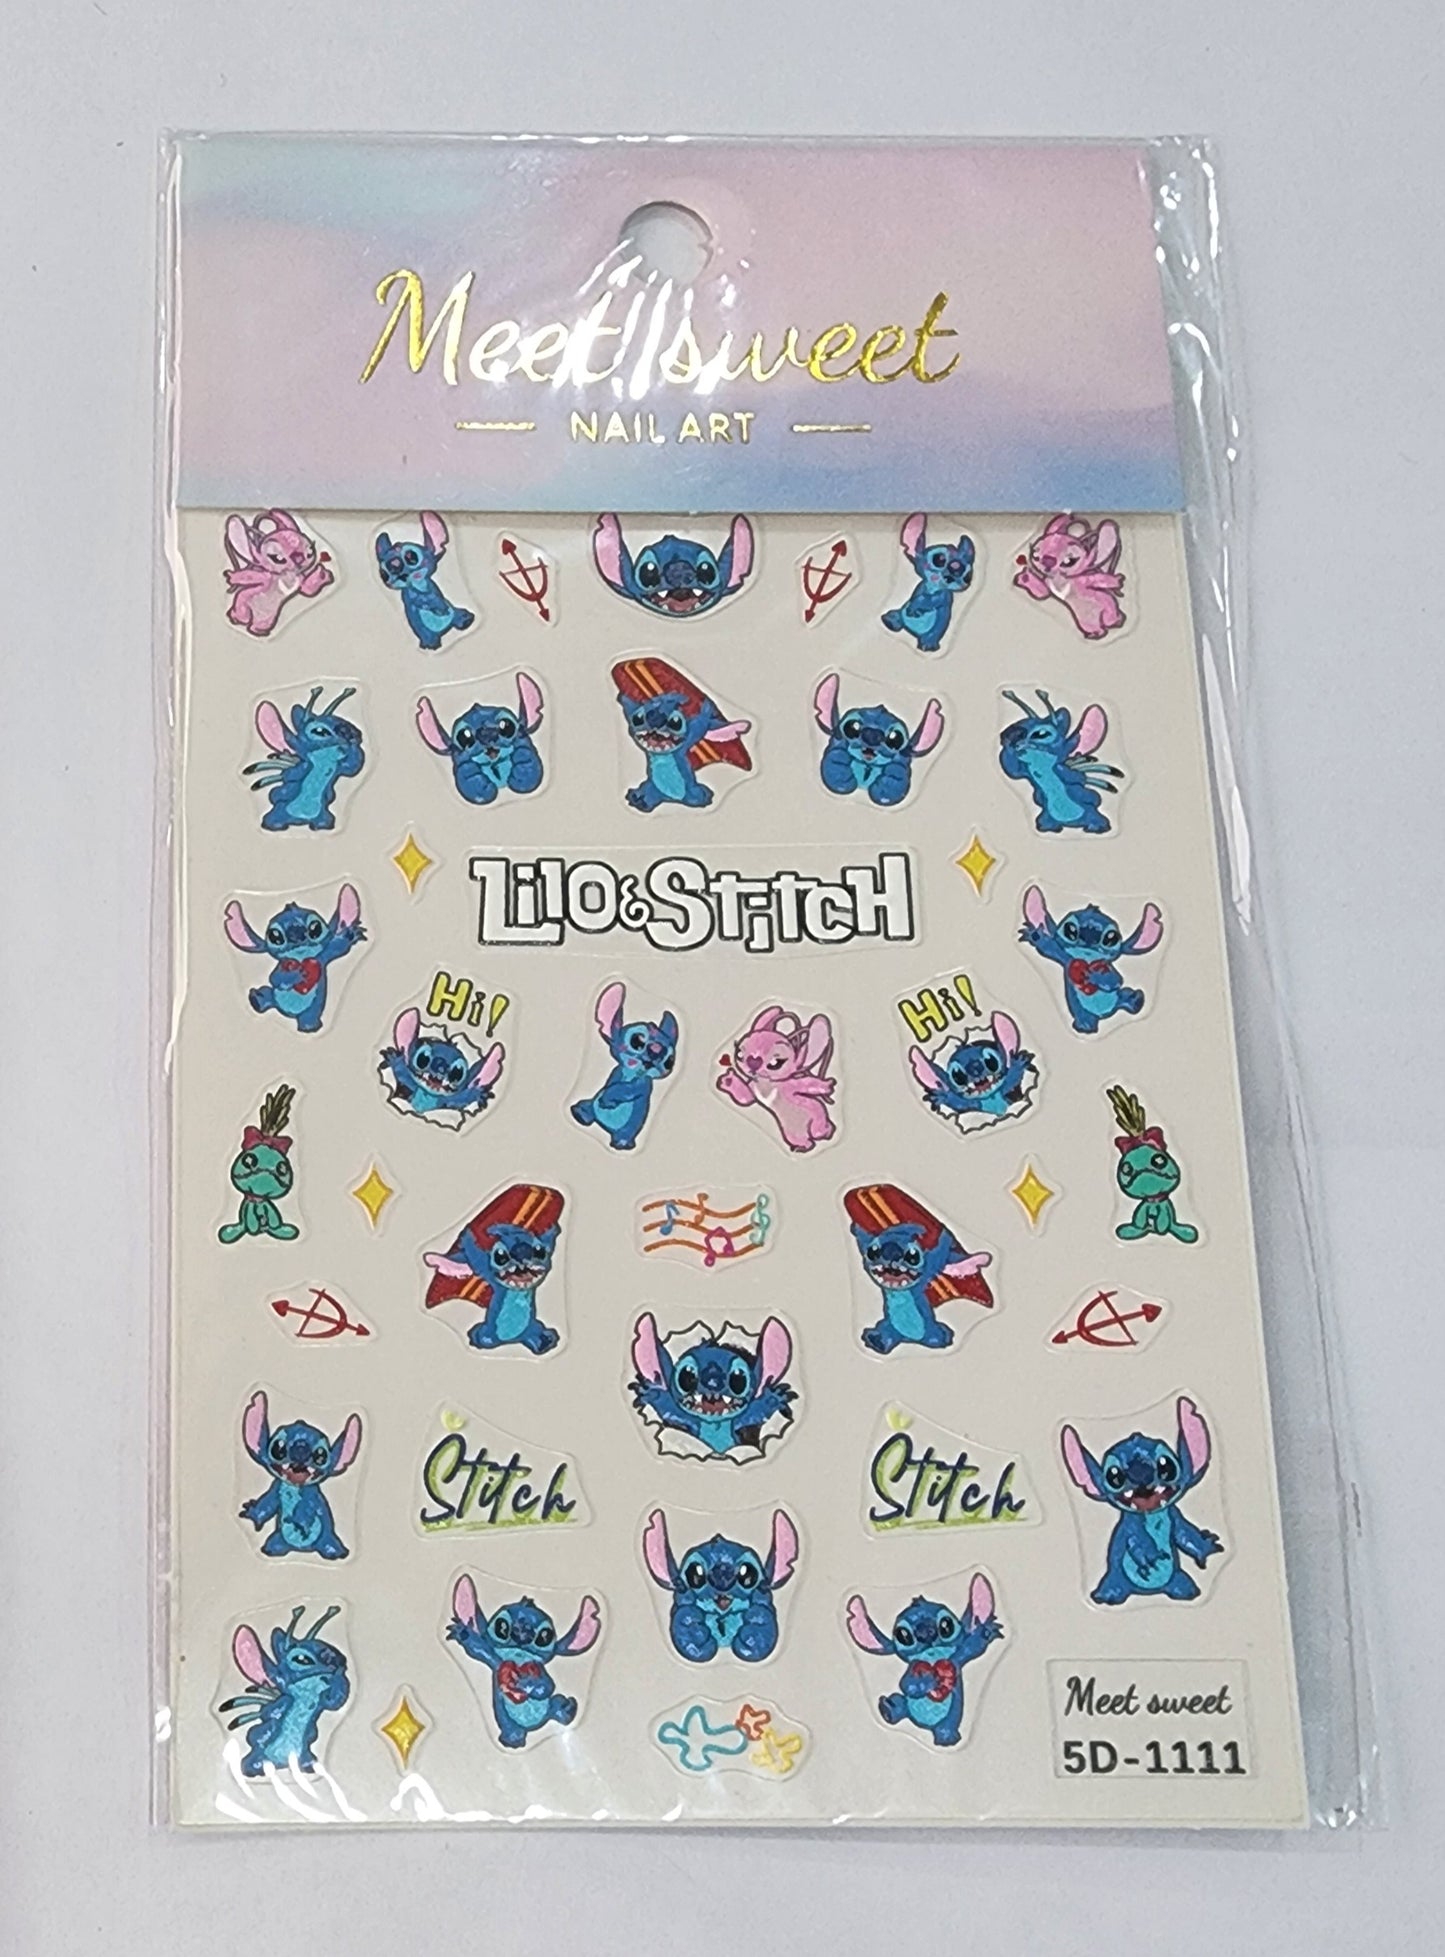 Meet sweet
NAIL ART
Lilo & Stitch
Hi!
Hi!
Stitch
Stitch
Meet sweet
5D-1111